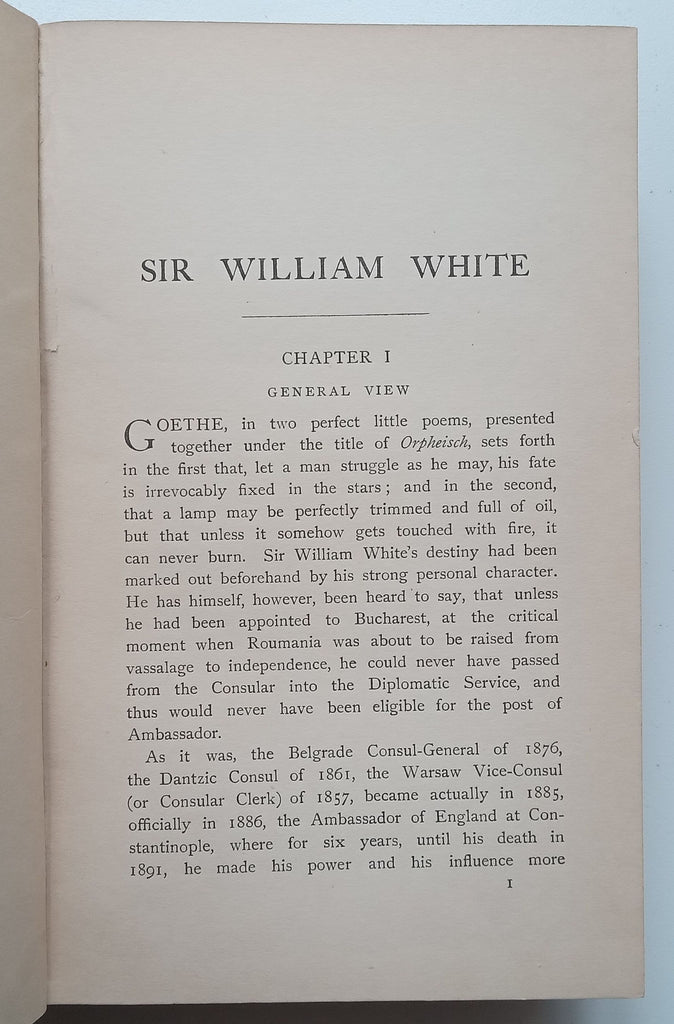 SIR WILLIAM WHITE
CHAPTER I
GENERAL VIEW
GOETHE, in two perfect little poems, presented
together under the title of Orpheisch, sets forth
in the first that, let a man struggle as he may, his fate
is irrevocably fixed in the stars; and in the second,
that a lamp may be perfectly trimmed and full of oil,
but that unless it somehow gets touched with fire, it
can never burn. Sir William White's destiny had been
marked out beforehand by his strong personal character.
He has himself, however, been heard to say, that unless
he had been appointed to Bucharest, at the critical
moment when Roumania was about to be raised from
vassalage to independence, he could never have passed
from the Consular into the Diplomatic Service, and
thus would never have been eligible for the post of
Ambassador.
As it was, the Belgrade Consul-General of 1876,
the Dantzic Consul of 1861, the Warsaw Vice-Consul
(or Consular Clerk) of 1857, became actually in 1885,
officially in 1886, the Ambassador of England at Con-
stantinople, where for six years, until his death in
1891, he made his power and his influence more
I